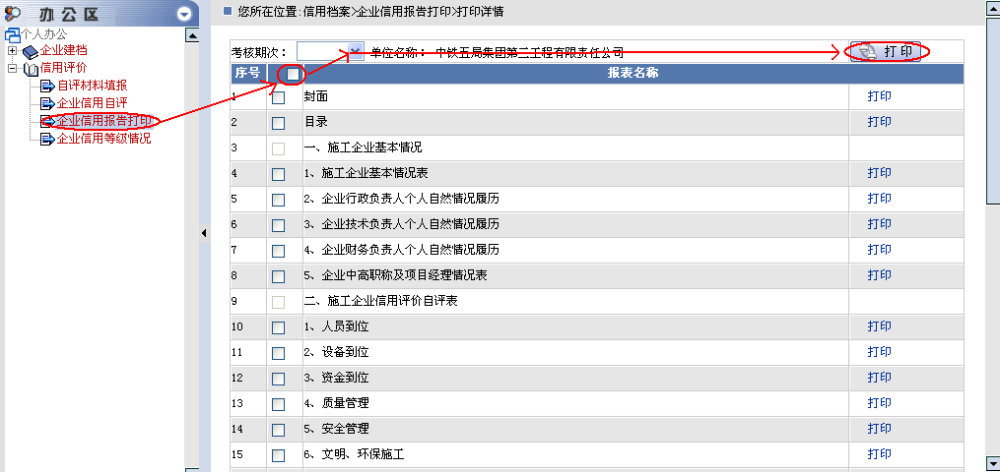 办公区
个人办公
企业建档
信用评价
自评材料填报
企业信用自评
企业信用报告打印
企业信用等级情况
您所在位置:信用档案>企业信用报告打印>打印详情
考核期次： 单位名称： 中铁五局集团第三工程有限责任公司 打印
序号 报表名称
1 封面 打印
2 目录 打印
3 一、施工企业基本情况
4 1、施工企业基本情况表 打印
5 2、企业行政负责人个人自然情况履历 打印
6 3、企业技术负责人个人自然情况履历 打印
7 4、企业财务负责人个人自然情况履历 打印
8 5、企业中高职称及项目经理情况表 打印
9 二、施工企业信用评价自评表
10 1、人员到位 打印
11 2、设备到位 打印
12 3、资金到位 打印
13 4、质量管理 打印
14 5、安全管理 打印
15 6、文明、环保施工 打印